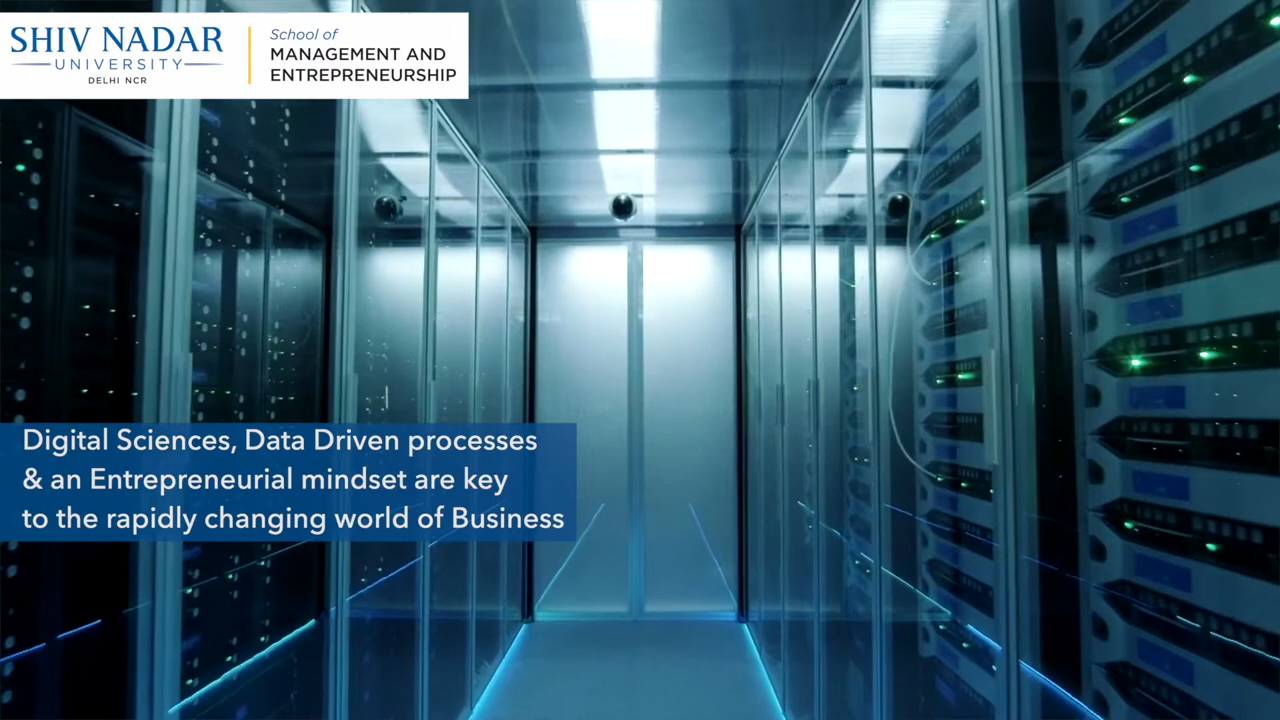 SHIV NADAR
UNIVERSITY
DELHI NCR
School of
MANAGEMENT AND
ENTREPRENEURSHIP
Digital Sciences, Data Driven processes
& an Entrepreneurial mindset are key
to the rapidly changing world of Business